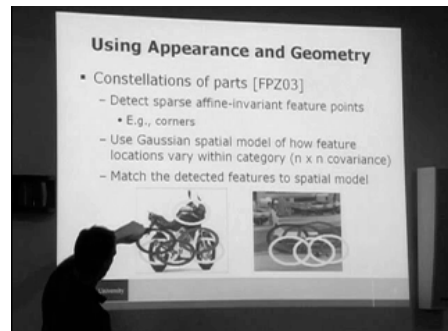 Using Appearance and Geometry
▪ Constellations of parts [FPZ03]
– Detect sparse affine-invariant feature points
• E.g., corners
– Use Gaussian spatial model of how feature
locations vary within category (n x n covariance)
– Match the detected features to spatial model
University